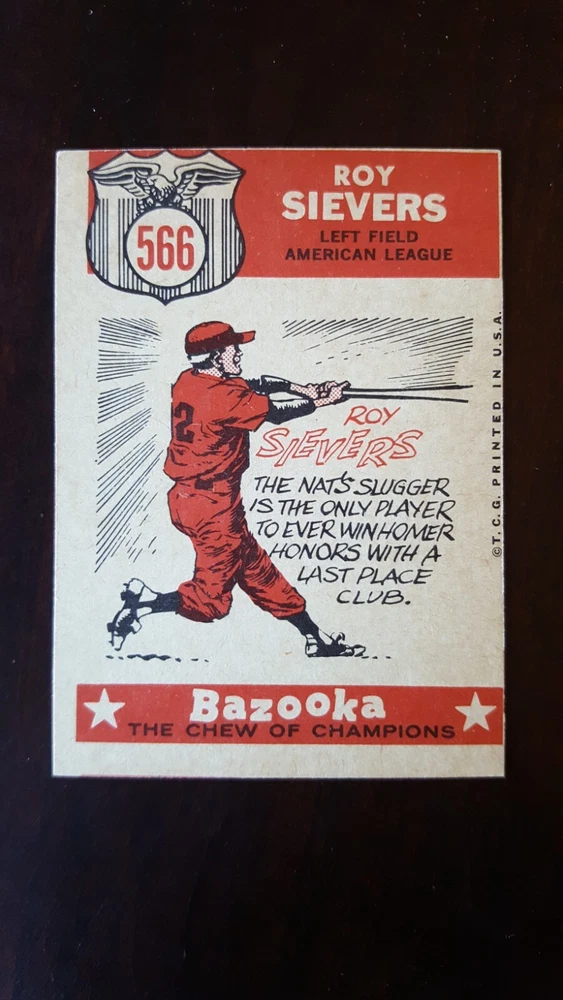 566
ROY
SIEVERS
LEFT FIELD
AMERICAN LEAGUE
2
ROY
SIEVERS
THE NAT'S SLUGGER
IS THE ONLY PLAYER
TO EVER WIN HOMER
HONORS WITH A
LAST PLACE
CLUB.
© T. C. G. PRINTED IN U. S. A.
Bazooka
THE CHEW OF CHAMPIONS